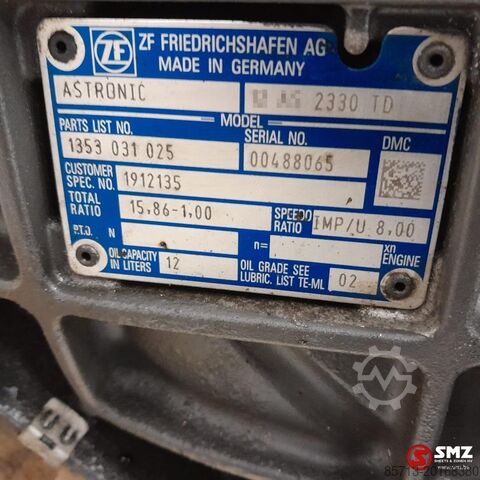 ZF
ZF FRIEDRICHSHAFEN AG
MADE IN GERMANY
ASTRONIC
2330 TD
MODEL
PARTS LIST NO. 1353 031 025
SERIAL NO. 00488065
DMC
CUSTOMER SPEC. NO. 1912135
TOTAL RATIO 15,86-1,00
SPEEDO RATIO IMP/U 8,00
P.T.O. N
n= xn ENGINE
OIL CAPACITY IN LITERS 12
OIL GRADE SEE LUBRIC. LIST TE-ML 02
SMZ